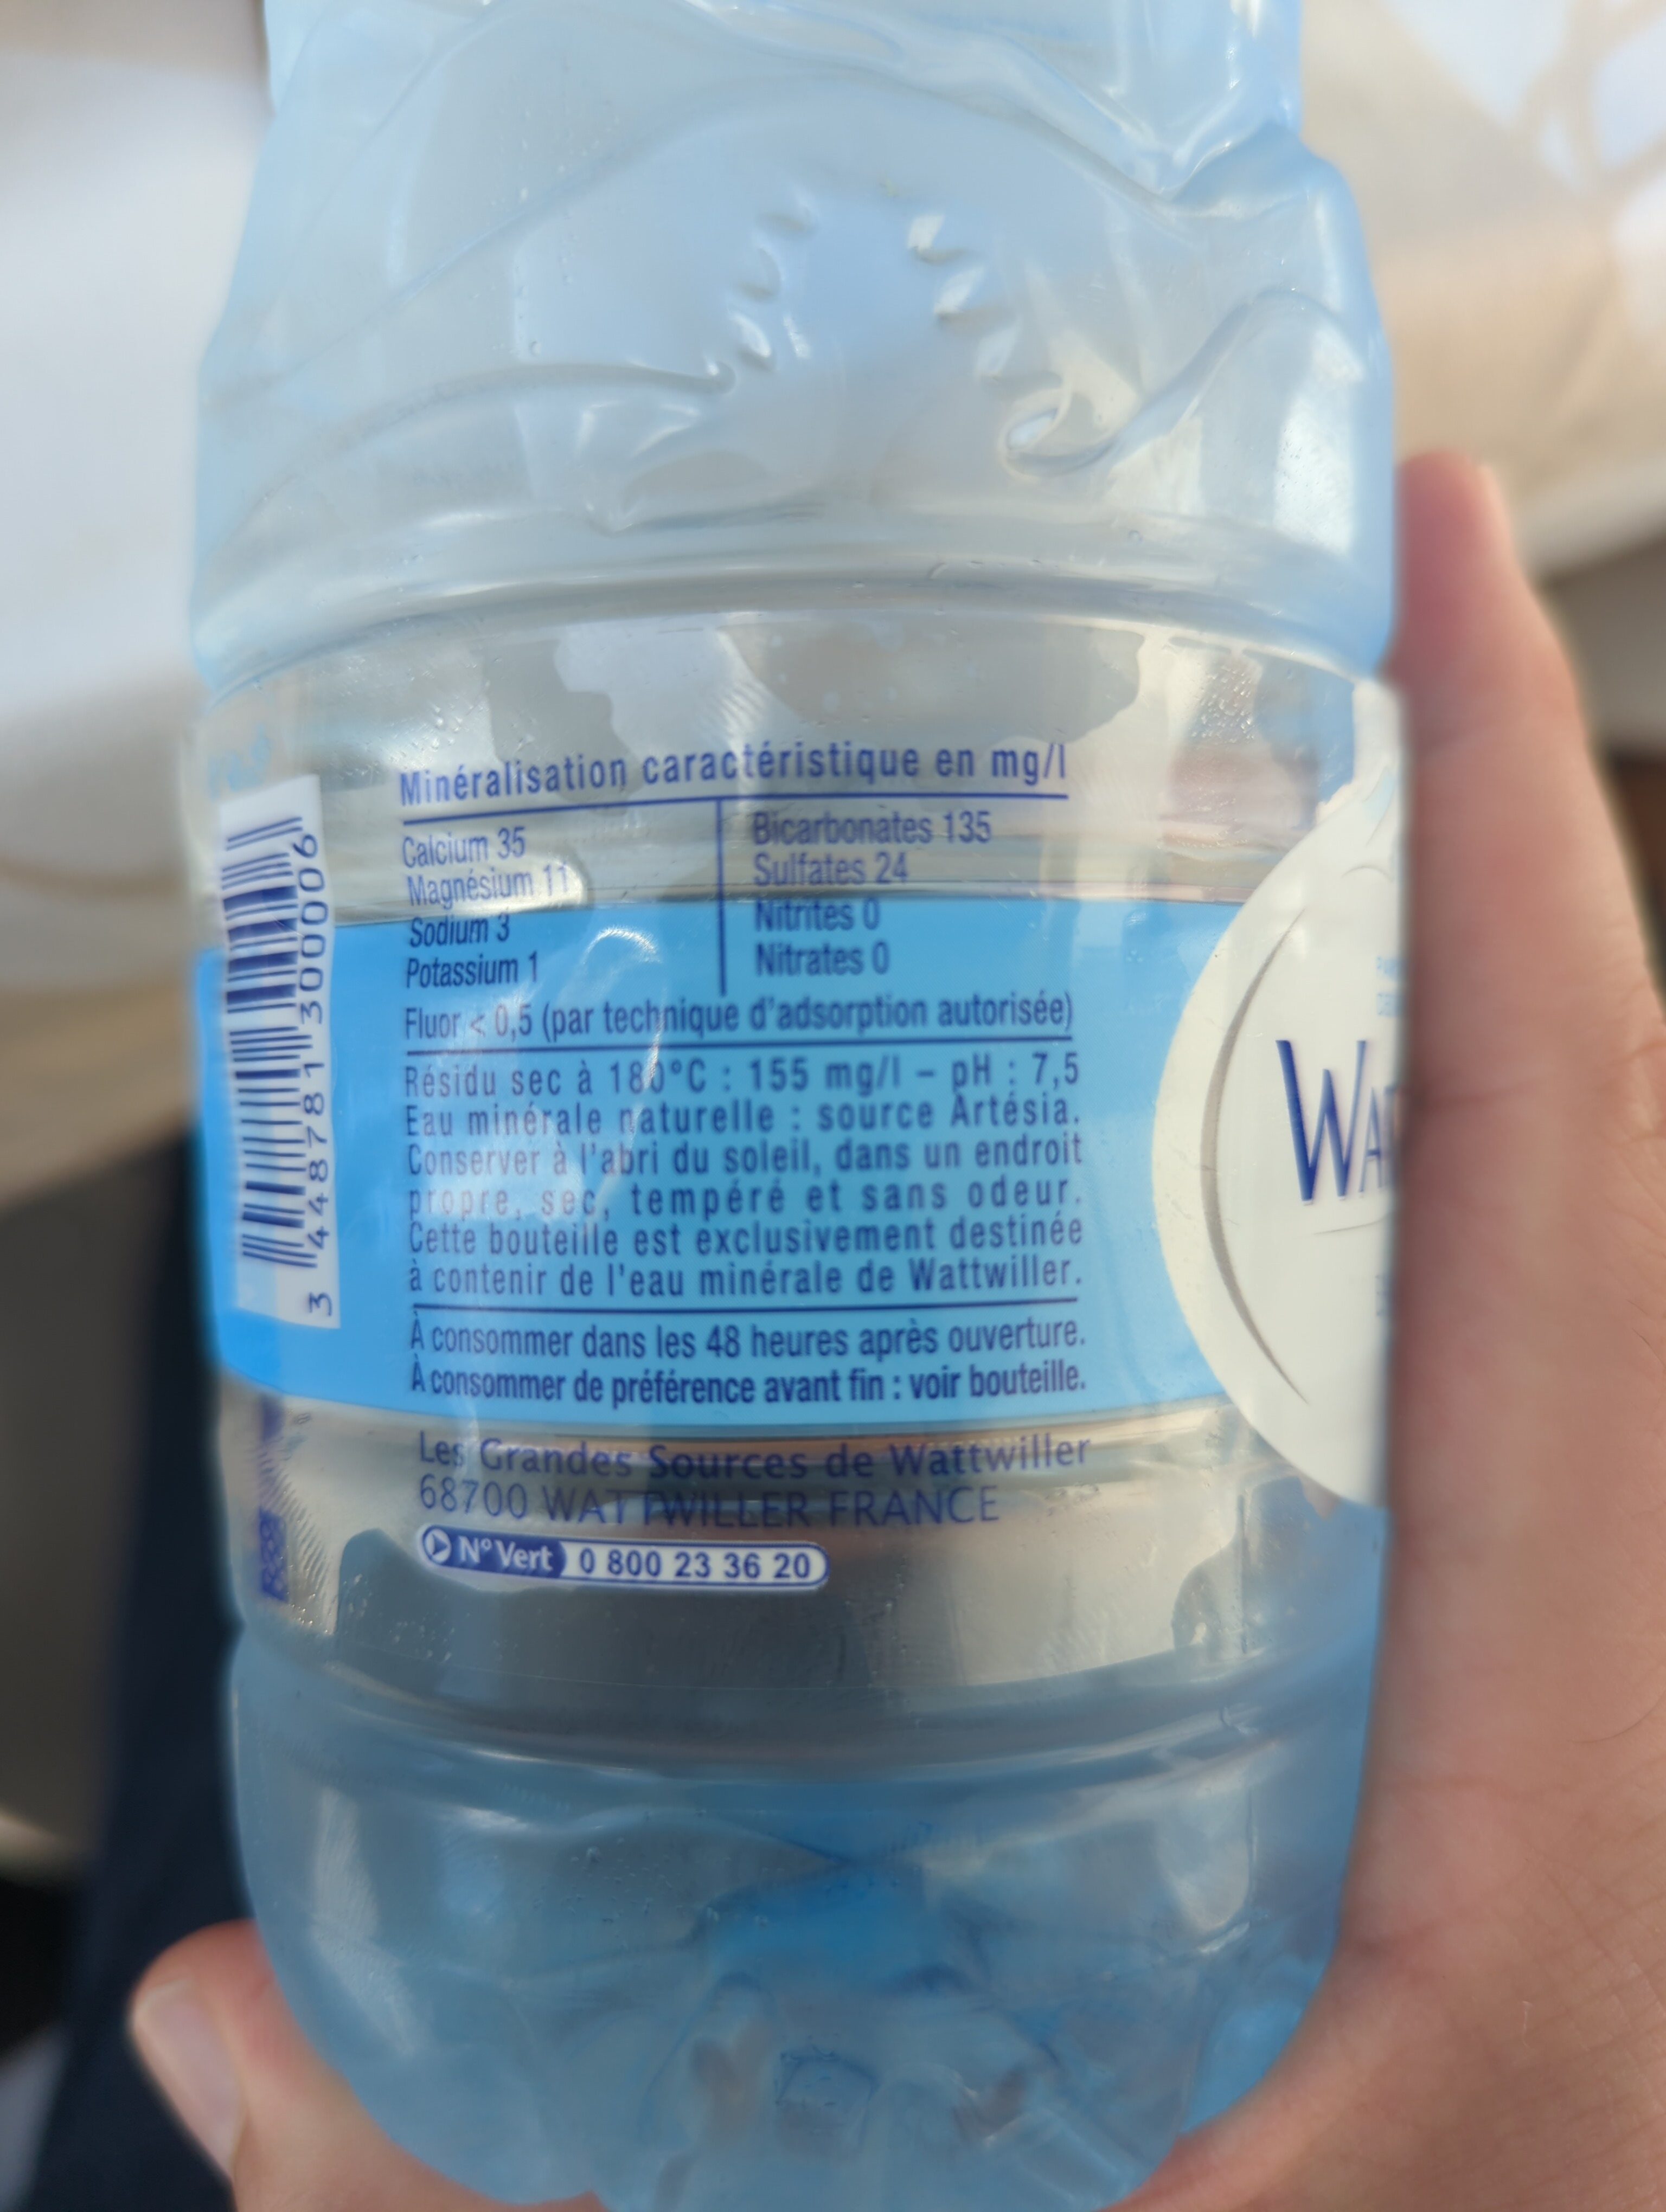 Minéralisation caractéristique en mg/l
Calcium 35
Magnésium 11
Sodium 3
Potassium 1
Bicarbonates 135
Sulfates 24
Nitrites 0
Nitrates 0
Fluor < 0,5 (par technique d'adsorption autorisée)
Résidu sec à 180°C : 155 mg/l – pH : 7,5
Eau minérale naturelle : source Artésia.
Conserver à l'abri du soleil, dans un endroit
propre, sec, tempéré et sans odeur.
Cette bouteille est exclusivement destinée
à contenir de l'eau minérale de Wattwiller.
À consommer dans les 48 heures après ouverture.
À consommer de préférence avant fin : voir bouteille.
Les Grandes Sources de Wattwiller
68700 WATTWILLER FRANCE
N° Vert 0 800 23 36 20
3 448781 300006